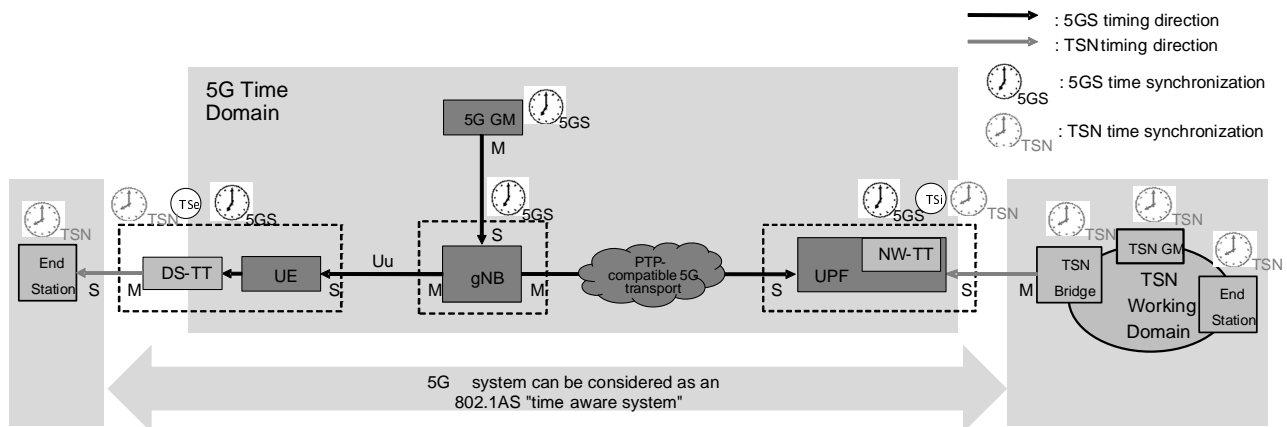 : 5GS timing direction
: TSN timing direction
5GS
: 5GS time synchronization
TSN
: TSN time synchronization
5G Time
Domain
5G GM
5GS
M
5GS
S
TSN
End
Station
S
TSN
TSe
5GS
M
DS-TT
UE
S
Uu
M
gNB
M
PTP-
compatible 5G
transport
5GS
TSi
TSN
NW-TT
UPF
S
S
M
TSN
TSN
TSN
TSN GM
TSN
Bridge
TSN
Working
Domain
End
Station
5G system can be considered as an
802.1AS "time aware system"